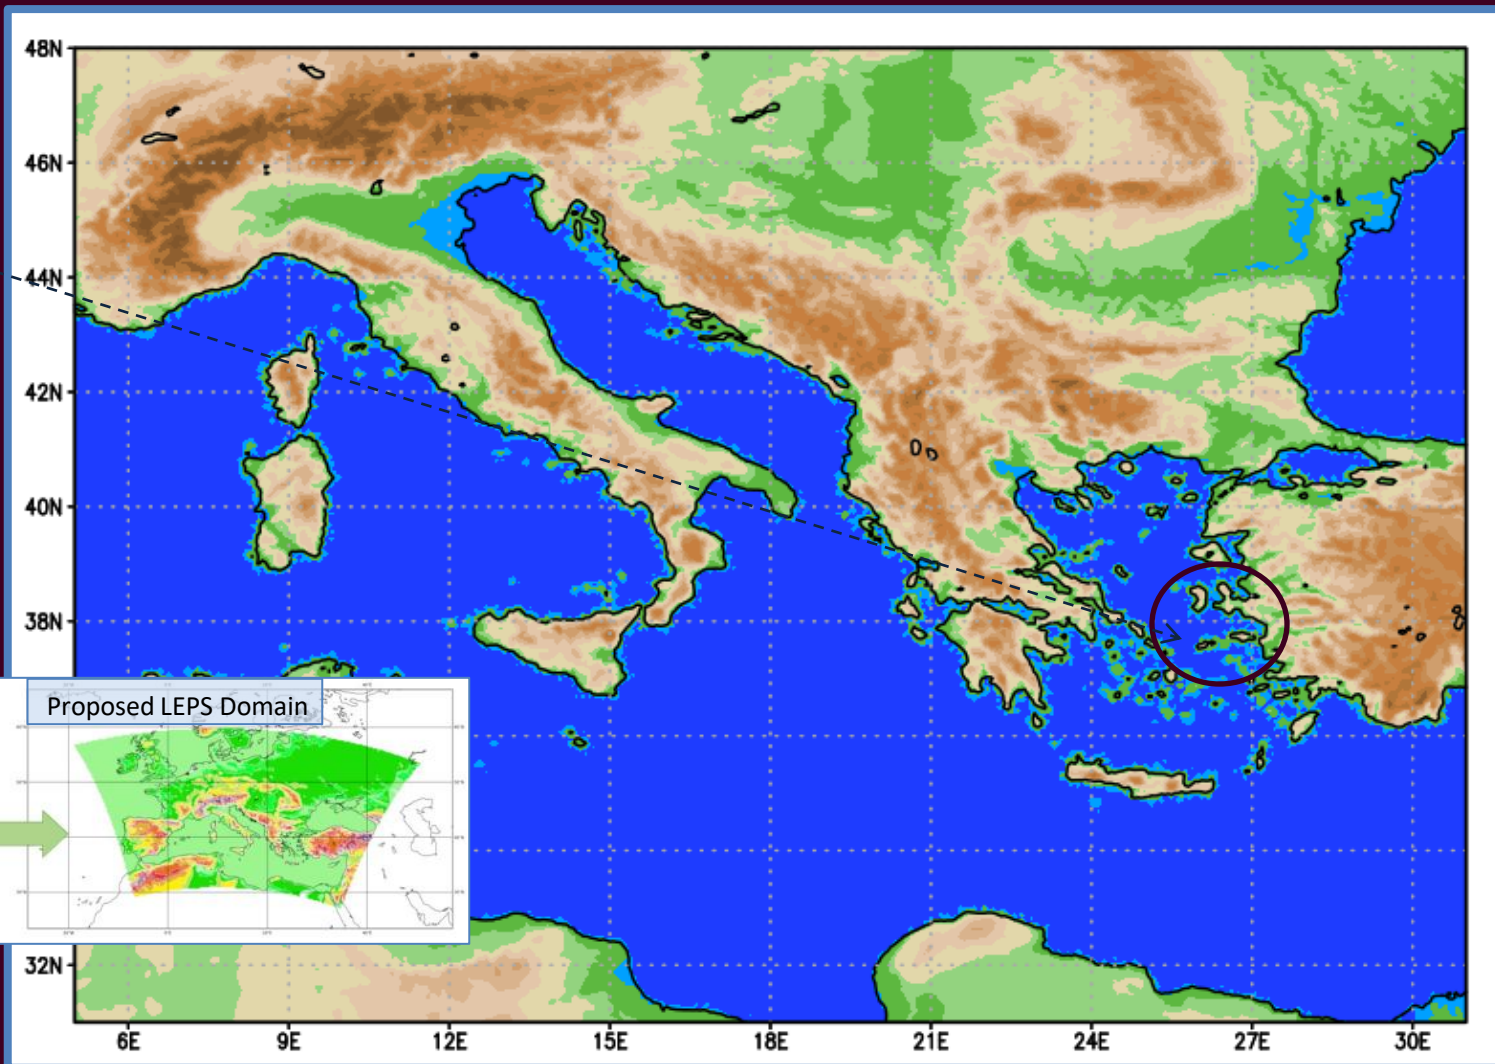 48N
46N
44N
42N
40N
38N
Proposed LEPS Domain
32N
6E 9E 12E 15E 18E 21E 24E 27E 30E